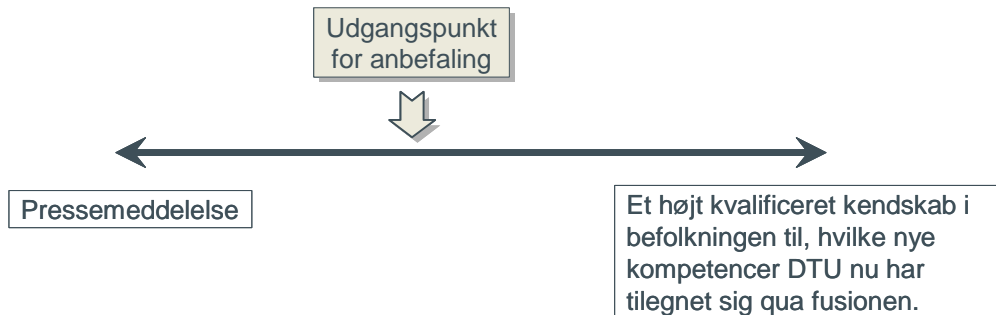 Udgangspunkt
for anbefaling
Pressemeddelelse
Et højt kvalificeret kendskab i
befolkningen til, hvilke nye
kompetencer DTU nu har
tilegnet sig qua fusionen.